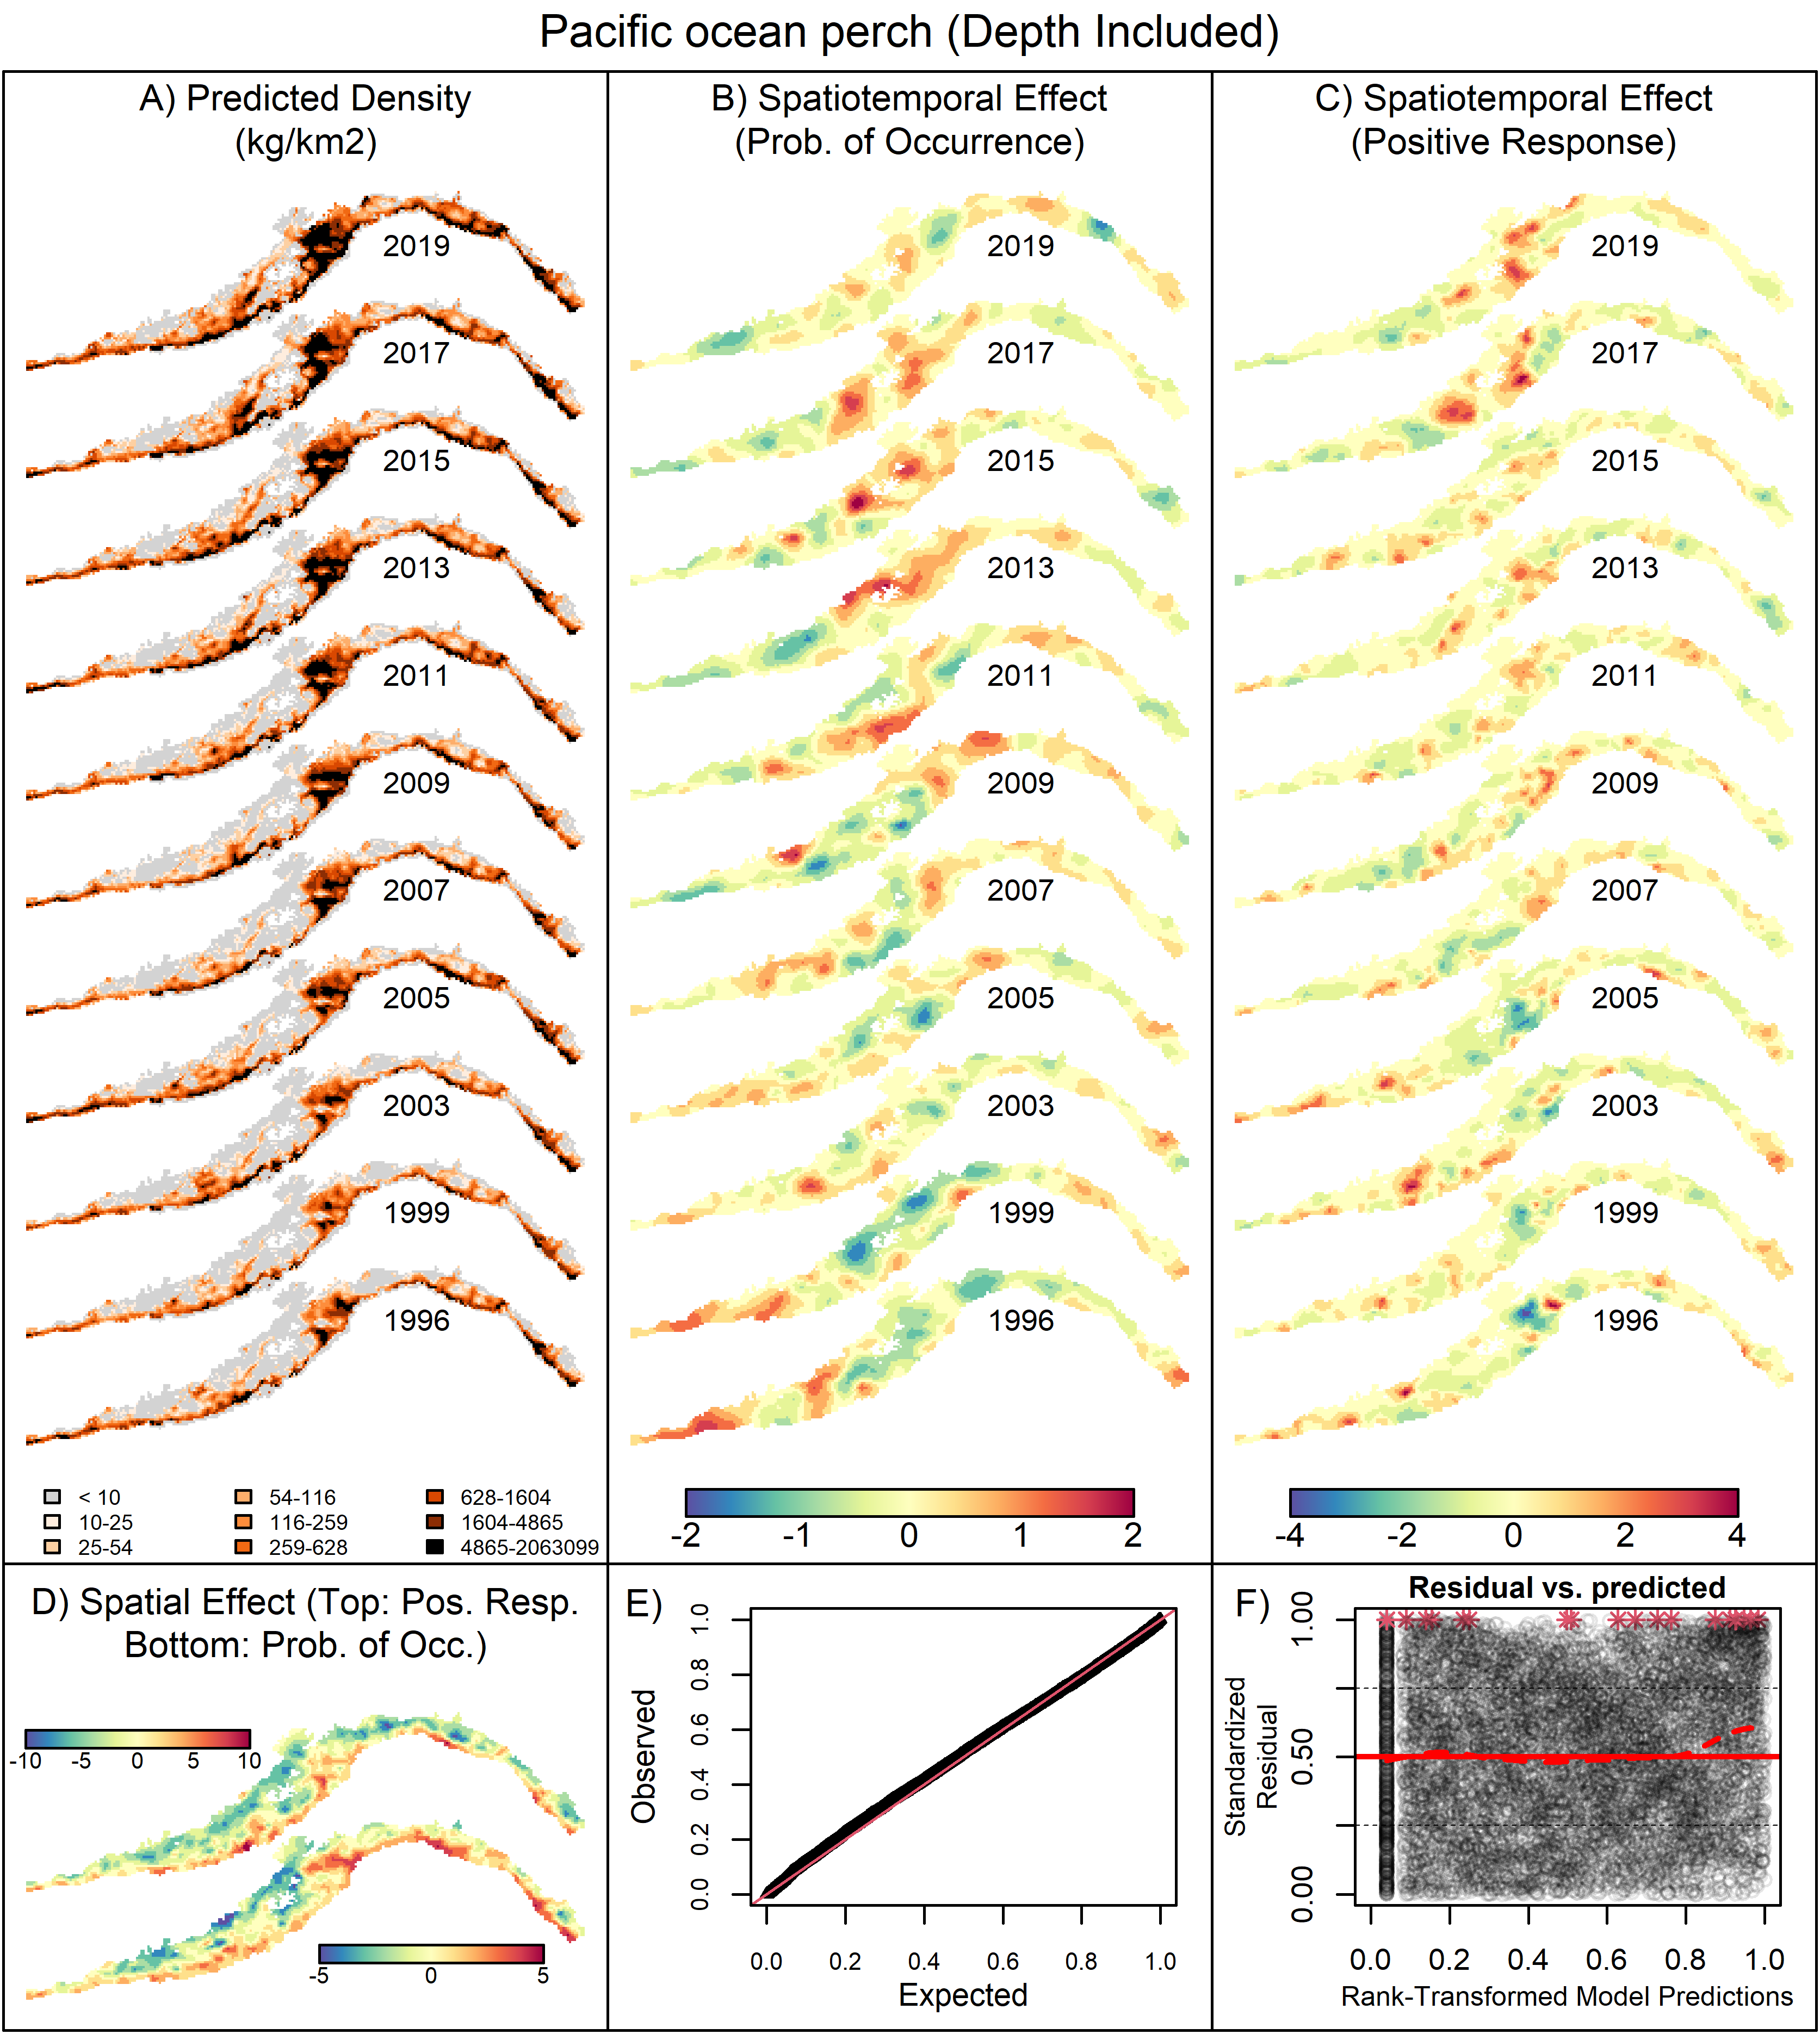 Pacific ocean perch (Depth Included)
A) Predicted Density
(kg/km2)
2019
2017
2015
2013
2011
2009
2007
2005
2003
1999
1996
< 10
10-25
25-54
54-116
116-259
259-628
628-1604
1604-4865
4865-2063099
B) Spatiotemporal Effect
(Prob. of Occurrence)
2019
2017
2015
2013
2011
2009
2007
2005
2003
1999
1996
-2 -1 0 1 2
C) Spatiotemporal Effect
(Positive Response)
2019
2017
2015
2013
2011
2009
2007
2005
2003
1999
1996
-4 -2 0 2 4
D) Spatial Effect (Top: Pos. Resp.
Bottom: Prob. of Occ.)
-10 -5 0 5 10
-5 0 5
E)
Observed
1.0
0.8
0.6
0.4
0.2
0.0
0.0 0.2 0.4 0.6 0.8 1.0
Expected
F)
Residual vs. predicted
Standardized
Residual
1.00
0.50
0.00
0.0 0.2 0.4 0.6 0.8 1.0
Rank-Transformed Model Predictions